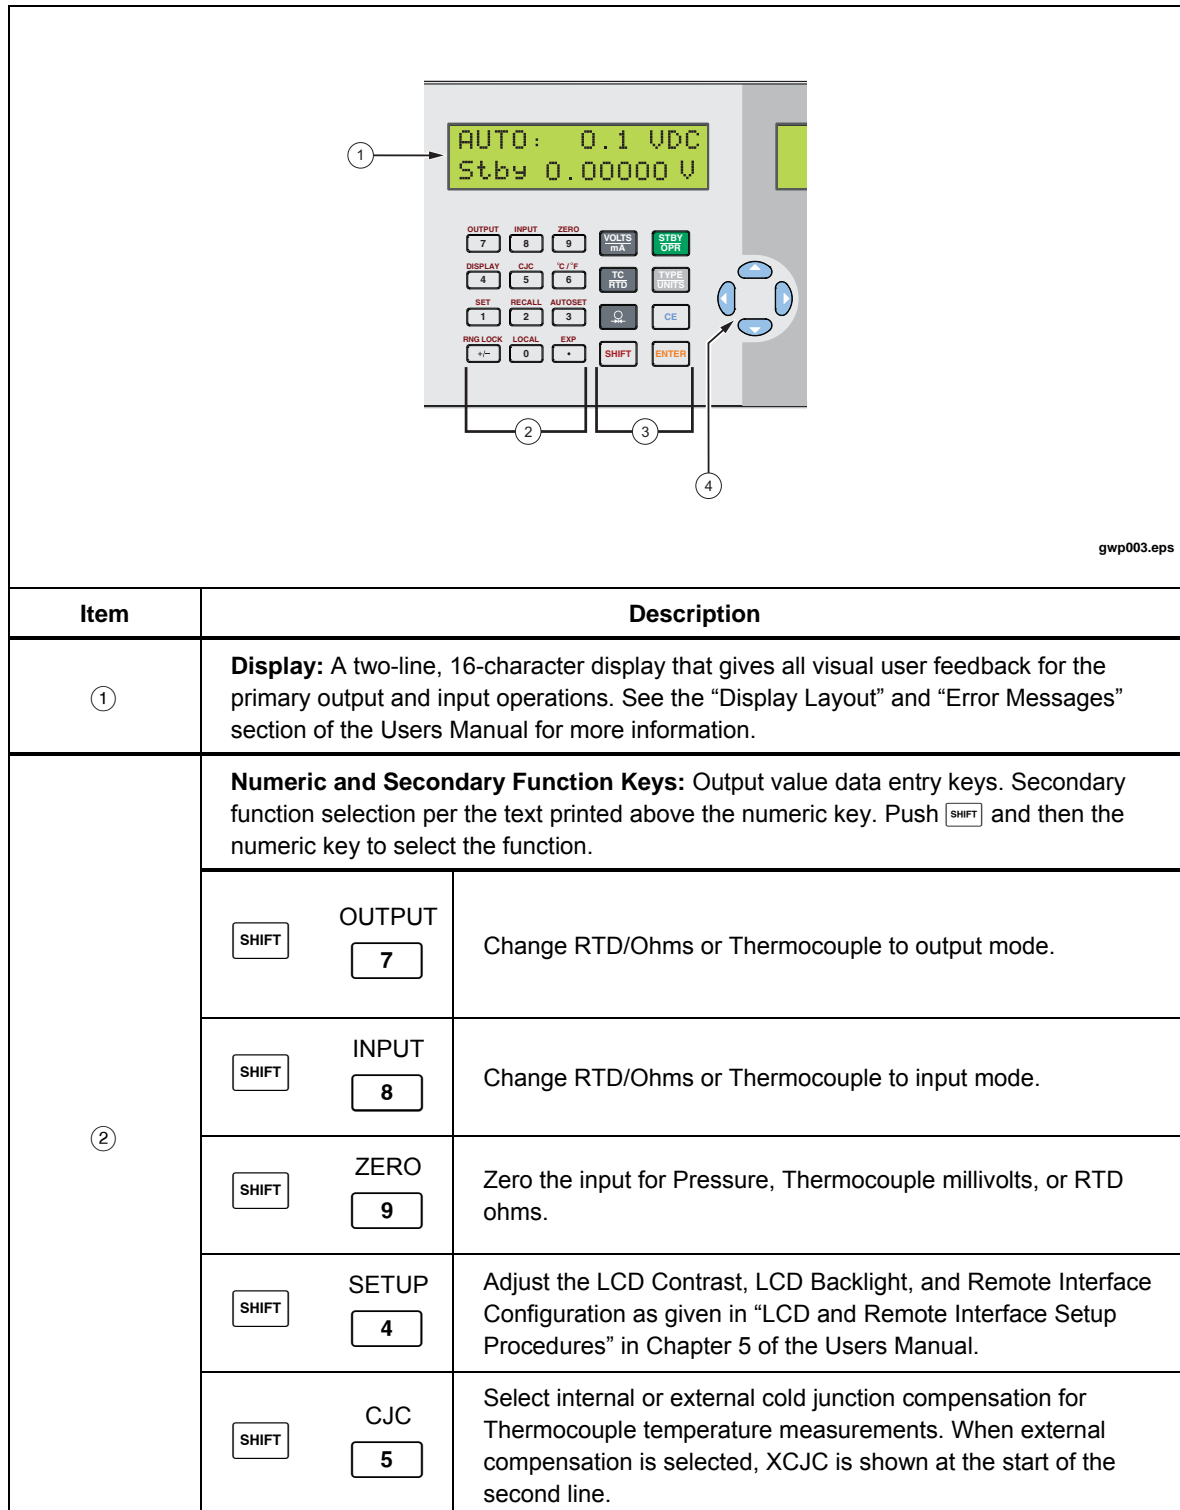 1
AUTO: 0.1 VDC
Stby 0.00000 V
OUTPUT INPUT ZERO
7 8 9
VOLTS
mA
STBY
OPR
DISPLAY CJC °C / °F
4 5 6
TC
RTD
TYPE
UNITS
SET RECALL AUTOSET
1 2 3
CE
RNG LOCK LOCAL EXP
+/− 0 •
SHIFT ENTER
2
3
4
gwp003.eps
Item Description
1
Display: A two-line, 16-character display that gives all visual user feedback for the
primary output and input operations. See the “Display Layout” and “Error Messages”
section of the Users Manual for more information.
2
Numeric and Secondary Function Keys: Output value data entry keys. Secondary
function selection per the text printed above the numeric key. Push SHIFT and then the
numeric key to select the function.
SHIFT OUTPUT
7
Change RTD/Ohms or Thermocouple to output mode.
SHIFT INPUT
8
Change RTD/Ohms or Thermocouple to input mode.
SHIFT ZERO
9
Zero the input for Pressure, Thermocouple millivolts, or RTD
ohms.
SHIFT SETUP
4
Adjust the LCD Contrast, LCD Backlight, and Remote Interface
Configuration as given in “LCD and Remote Interface Setup
Procedures” in Chapter 5 of the Users Manual.
SHIFT CJC
5
Select internal or external cold junction compensation for
Thermocouple temperature measurements. When external
compensation is selected, XCJC is shown at the start of the
second line.